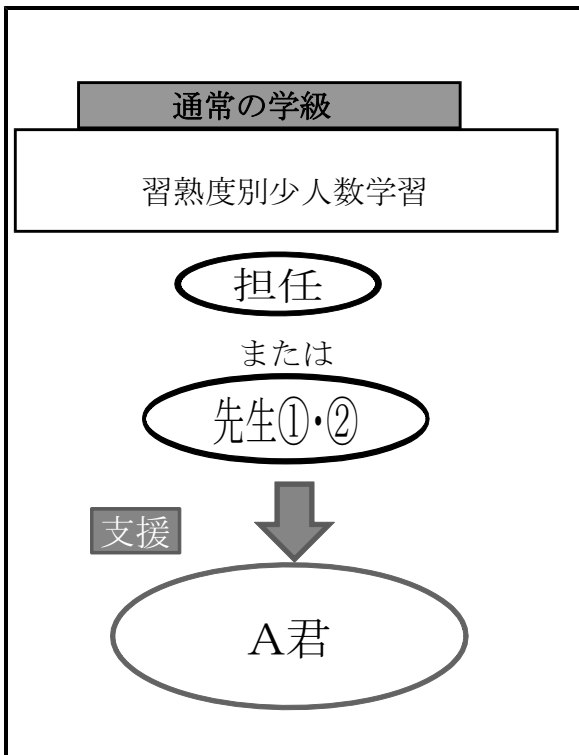 通常の学級
習熟度別少人数学習
担任
または
先生①・②
支援
A君